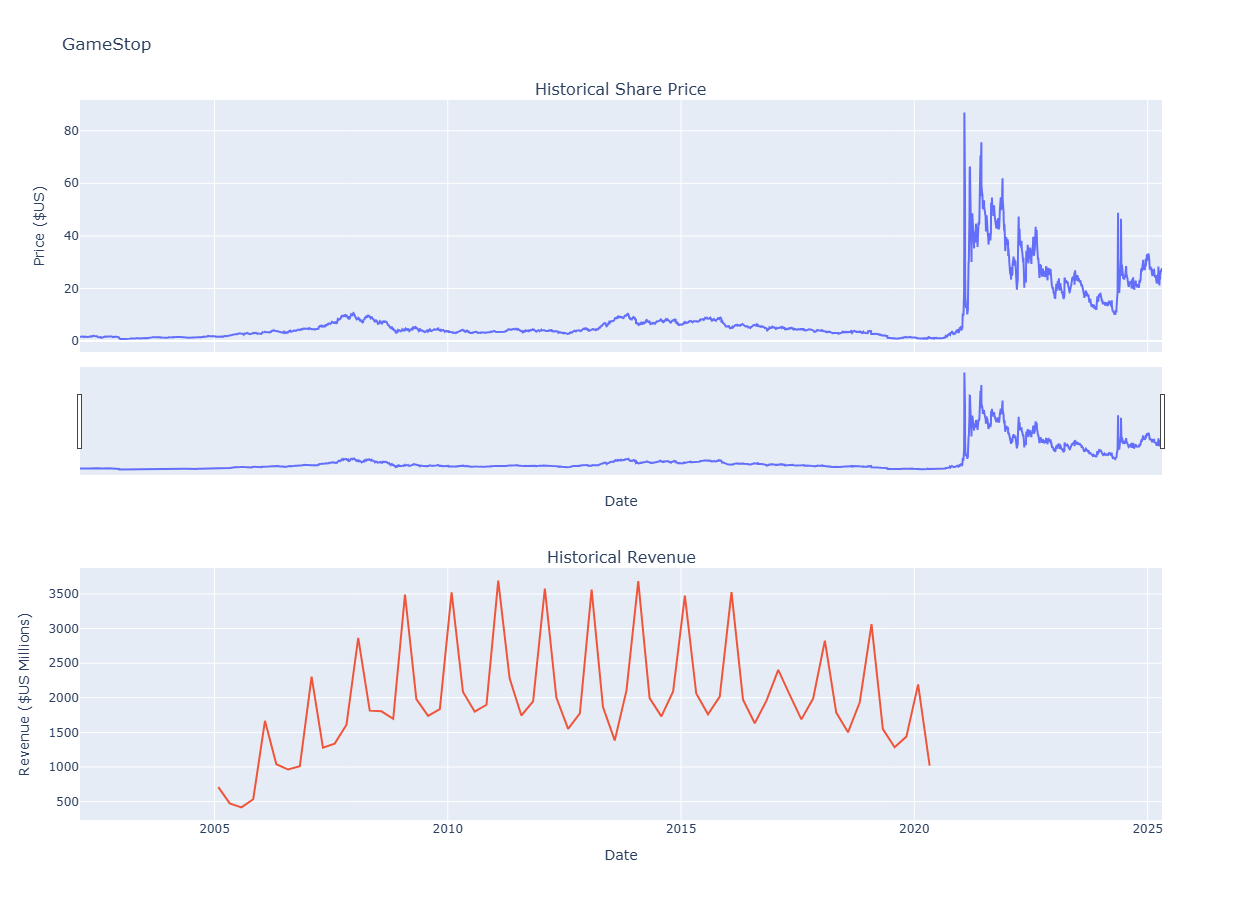 GameStop
Historical Share Price
80
60
40
20
0
Price ($US)
Date
Historical Revenue
3500
3000
2500
2000
1500
1000
500
Revenue ($US Millions)
2005
2010
2015
2020
2025
Date